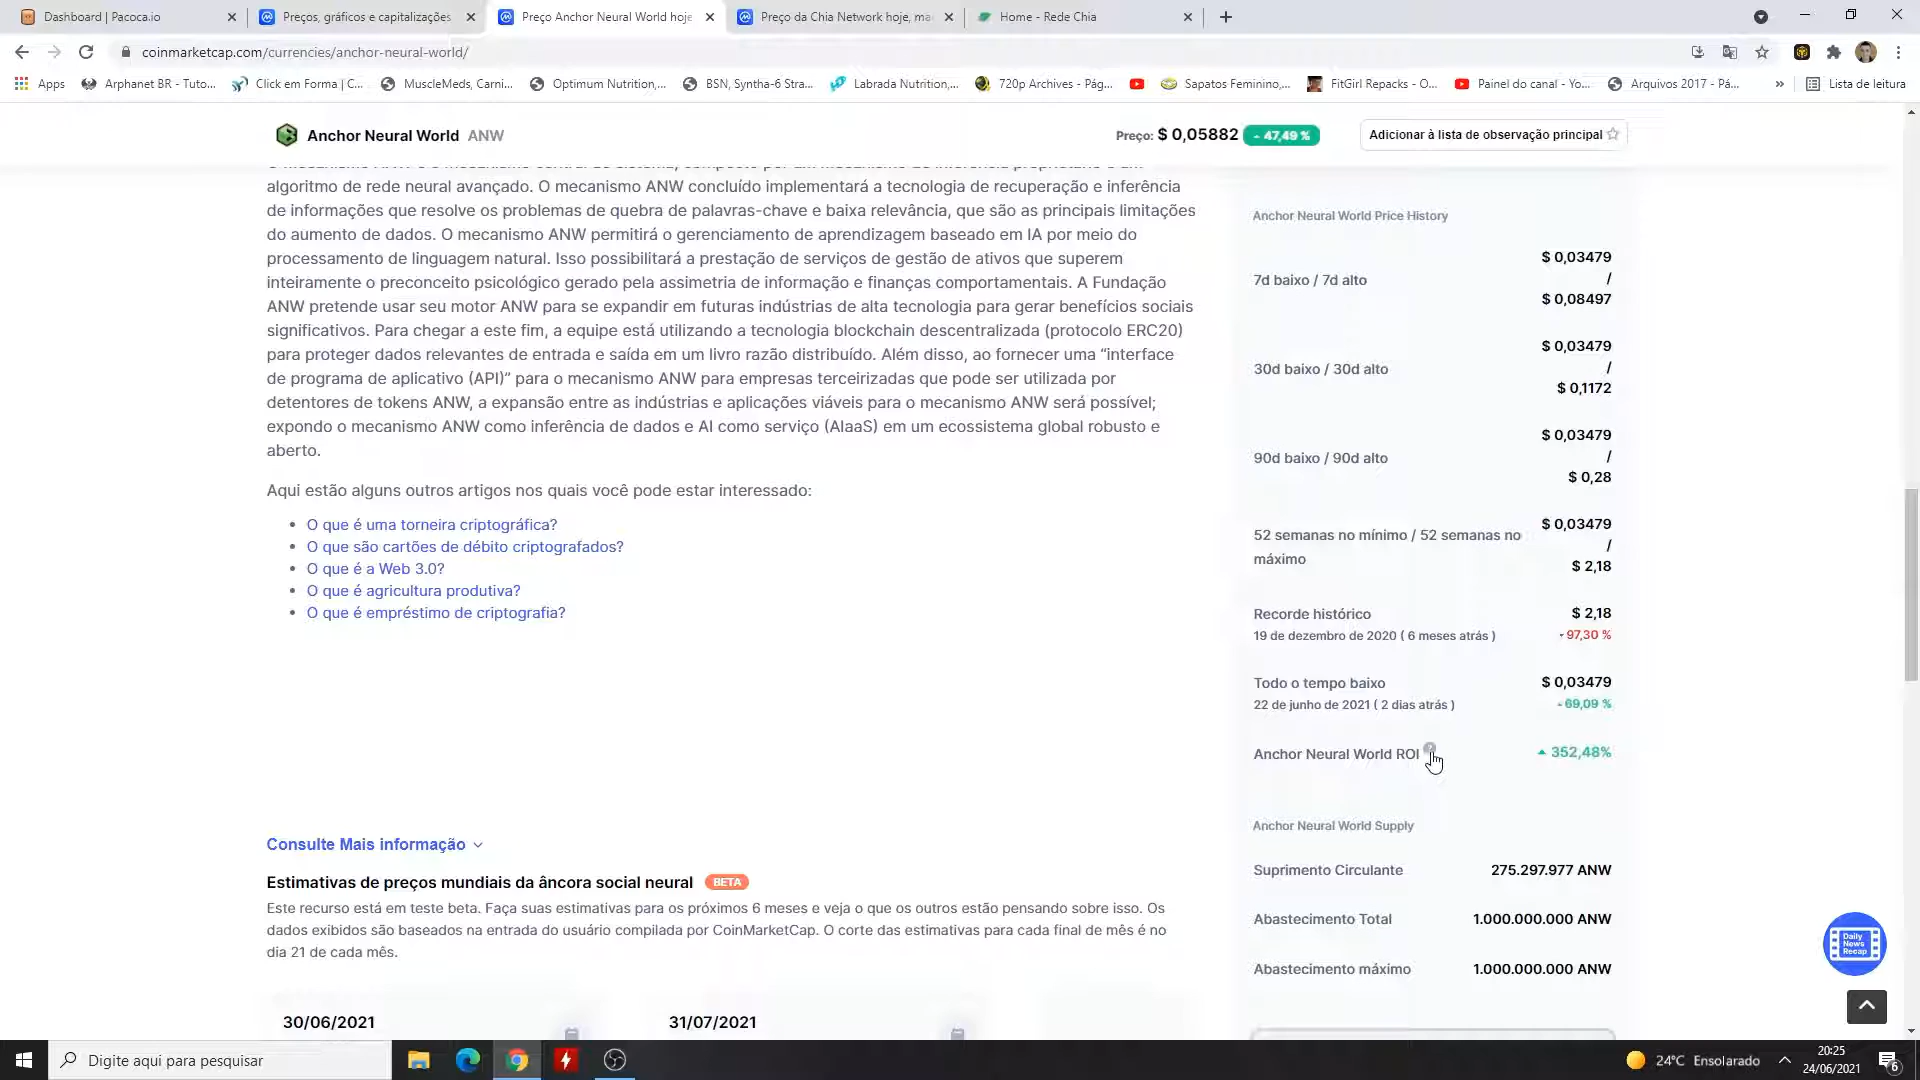 Dashboard | Pacoca.io
Preços, gráficos e capitalizações
Preço Anchor Neural World hoje
Preço da Chia Network hoje, ma
Home - Rede Chia
coinmarketcap.com/currencies/anchor-neural-world/
Apps
Arphanet BR - Tuto...
Click em Forma | C...
MuscleMeds, Carni...
Optimum Nutrition,...
BSN, Syntha-6 Stra...
Labrada Nutrition,...
720p Archives - Pág...
Sapatos Feminino,...
FitGirl Repacks - O...
Painel do canal - Yo...
Arquivos 2017 - Pá...
»
Lista de leitura
Anchor Neural World ANW
Preço: $ 0,05882 47,49 %
Adicionar à lista de observação principal
algoritmo de rede neural avançado. O mecanismo ANW concluído implementará a tecnologia de recuperação e inferência
de informações que resolve os problemas de quebra de palavras-chave e baixa relevância, que são as principais limitações
do aumento de dados. O mecanismo ANW permitirá o gerenciamento de aprendizagem baseado em IA por meio do
processamento de linguagem natural. Isso possibilitará a prestação de serviços de gestão de ativos que superem
inteiramente o preconceito psicológico gerado pela assimetria de informação e finanças comportamentais. A Fundação
ANW pretende usar seu motor ANW para se expandir em futuras indústrias de alta tecnologia para gerar benefícios sociais
significativos. Para chegar a este fim, a equipe está utilizando a tecnologia blockchain descentralizada (protocolo ERC20)
para proteger dados relevantes de entrada e saída em um livro razão distribuído. Além disso, ao fornecer uma “interface
de programa de aplicativo (API)” para o mecanismo ANW para empresas terceirizadas que pode ser utilizada por
detentores de tokens ANW, a expansão entre as indústrias e aplicações viáveis para o mecanismo ANW será possível;
expondo o mecanismo ANW como inferência de dados e AI como serviço (AIaaS) em um ecossistema global robusto e
aberto.
Aqui estão alguns outros artigos nos quais você pode estar interessado:
• O que é uma torneira criptográfica?
• O que são cartões de débito criptografados?
• O que é a Web 3.0?
• O que é agricultura produtiva?
• O que é empréstimo de criptografia?
Consulte Mais informação
Estimativas de preços mundiais da âncora social neural BETA
Este recurso está em teste beta. Faça suas estimativas para os próximos 6 meses e veja o que os outros estão pensando sobre isso. Os
dados exibidos são baseados na entrada do usuário compilada por CoinMarketCap. O corte das estimativas para cada final de mês é no
dia 21 de cada mês.
30/06/2021
31/07/2021
Anchor Neural World Price History
7d baixo / 7d alto
$ 0,03479
/
$ 0,08497
30d baixo / 30d alto
$ 0,03479
/
$ 0,1172
90d baixo / 90d alto
$ 0,03479
/
$ 0,28
52 semanas no mínimo / 52 semanas no
máximo
$ 0,03479
/
$ 2,18
Recorde histórico
$ 2,18
19 de dezembro de 2020 ( 6 meses atrás )
97,30 %
Todo o tempo baixo
$ 0,03479
22 de junho de 2021 ( 2 dias atrás )
69,09 %
Anchor Neural World ROI
352,48%
Anchor Neural World Supply
Suprimento Circulante
275.297.977 ANW
Abastecimento Total
1.000.000.000 ANW
Abastecimento máximo
1.000.000.000 ANW
Daily
News
Recap
Digite aqui para pesquisar
24°C Ensolarado
20:25
24/06/2021
6